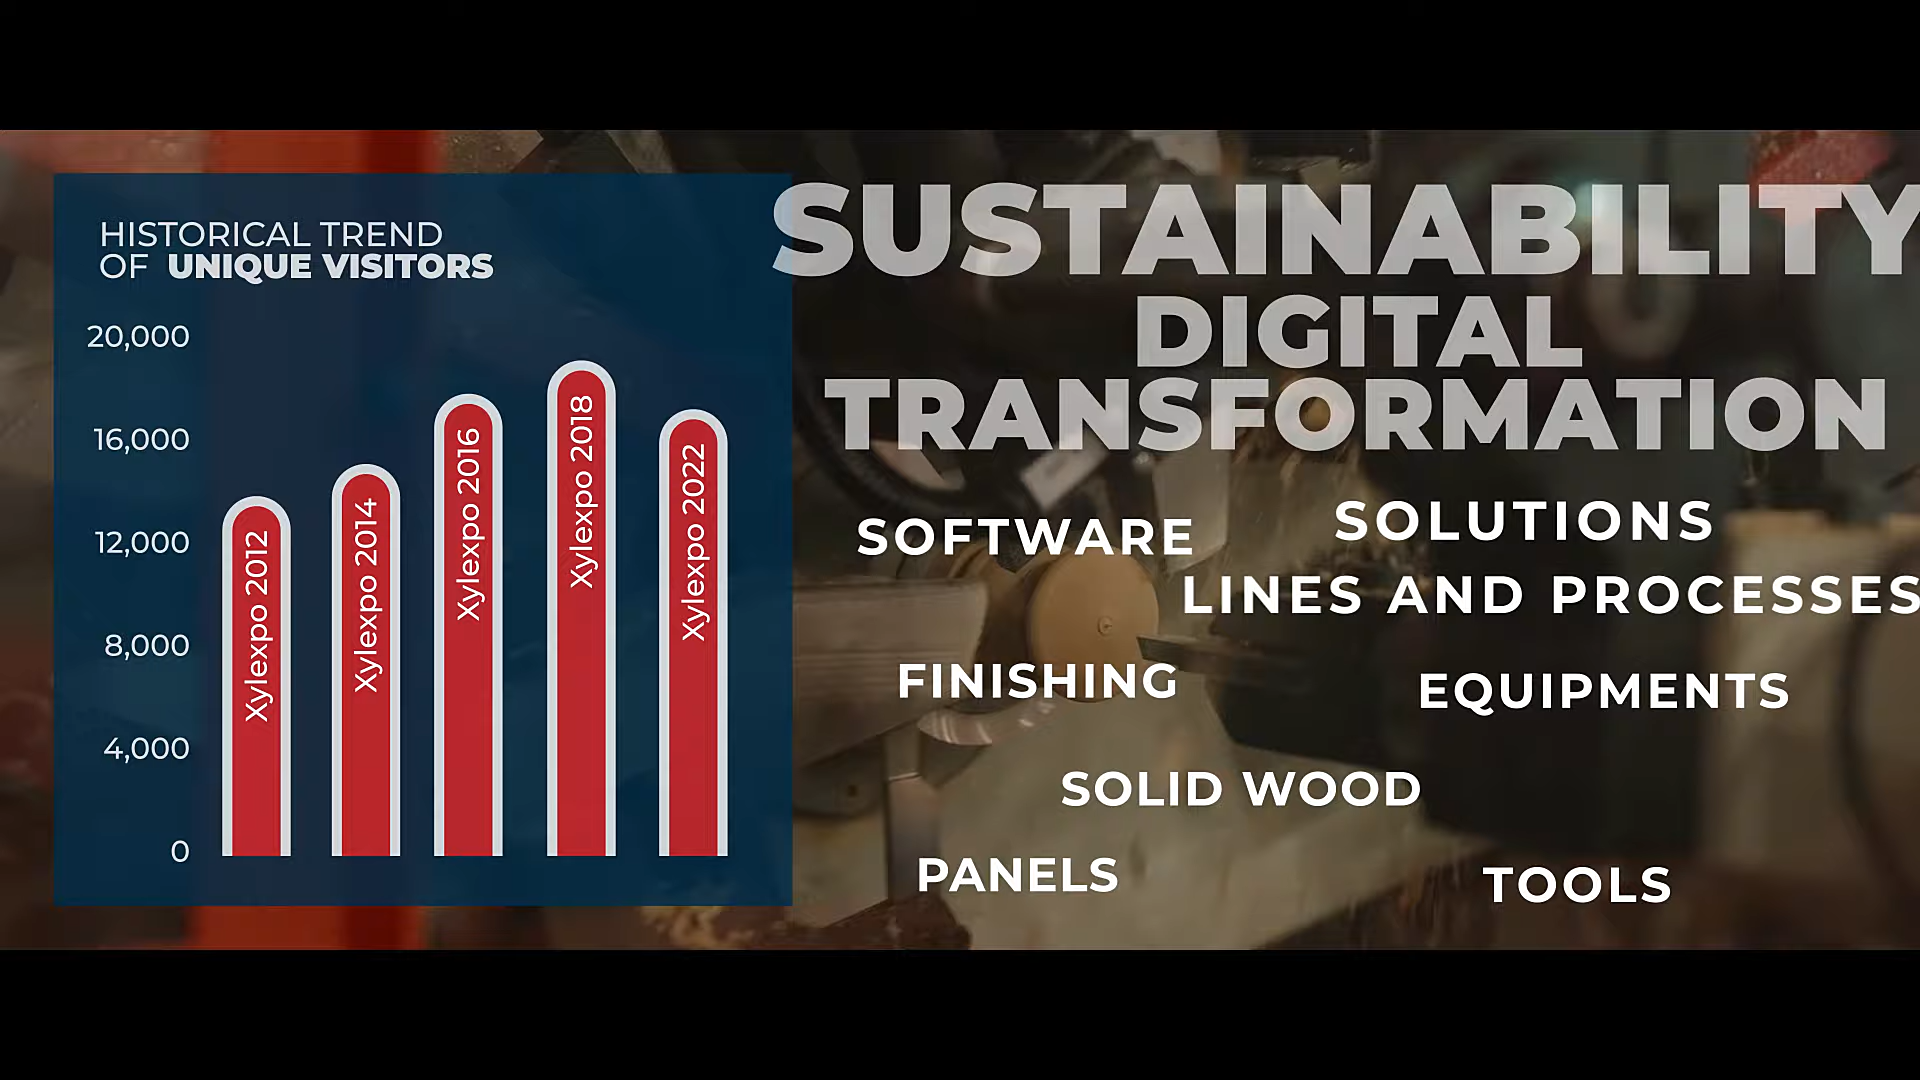 HISTORICAL TREND
OF UNIQUE VISITORS
20,000
16,000
12,000
8,000
4,000
0
Xylexpo 2012
Xylexpo 2014
Xylexpo 2016
Xylexpo 2018
Xylexpo 2022
SUSTAINABILITY
DIGITAL
TRANSFORMATION
SOFTWARE
SOLUTIONS
LINES AND PROCESSES
FINISHING
EQUIPMENTS
SOLID WOOD
PANELS
TOOLS